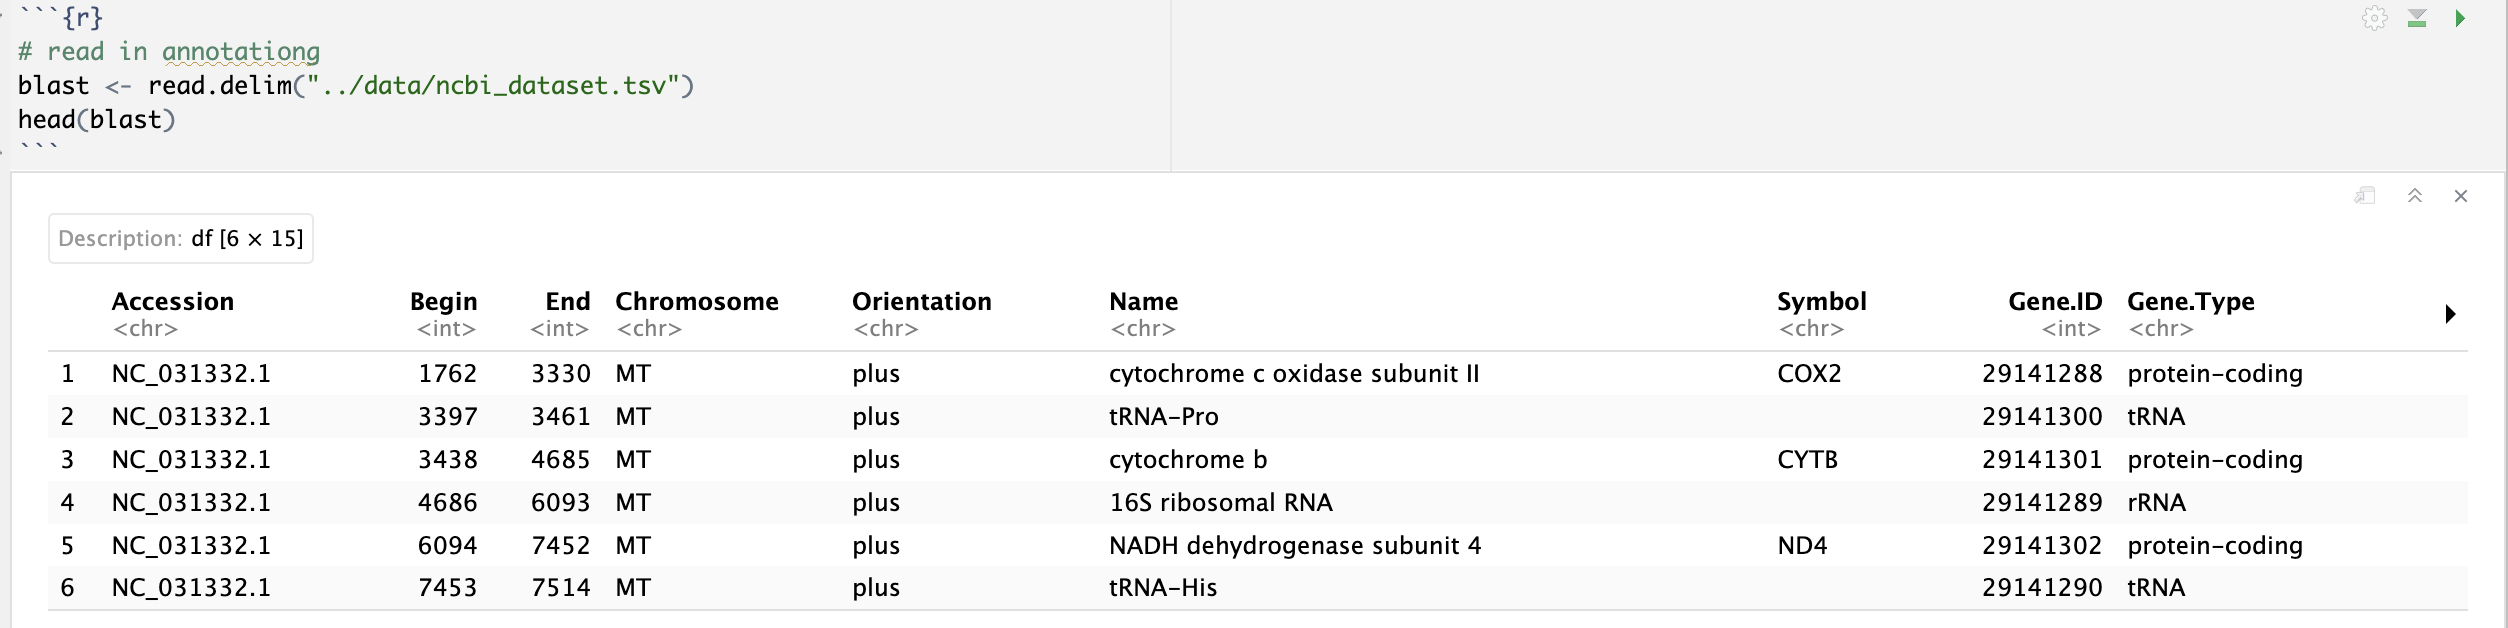 ```{r}
# read in annotationg
blast <- read.delim("../data/ncbi_dataset.tsv")
head(blast)
```
Description: df [6 × 15]
Accession Begin End Chromosome Orientation Name Symbol Gene.ID Gene.Type
<chr> <int> <int> <chr> <chr> <chr> <chr> <int> <chr>
1 NC_031332.1 1762 3330 MT plus cytochrome c oxidase subunit II COX2 29141288 protein-coding
2 NC_031332.1 3397 3461 MT plus tRNA-Pro 29141300 tRNA
3 NC_031332.1 3438 4685 MT plus cytochrome b CYTB 29141301 protein-coding
4 NC_031332.1 4686 6093 MT plus 16S ribosomal RNA 29141289 rRNA
5 NC_031332.1 6094 7452 MT plus NADH dehydrogenase subunit 4 ND4 29141302 protein-coding
6 NC_031332.1 7453 7514 MT plus tRNA-His 29141290 tRNA